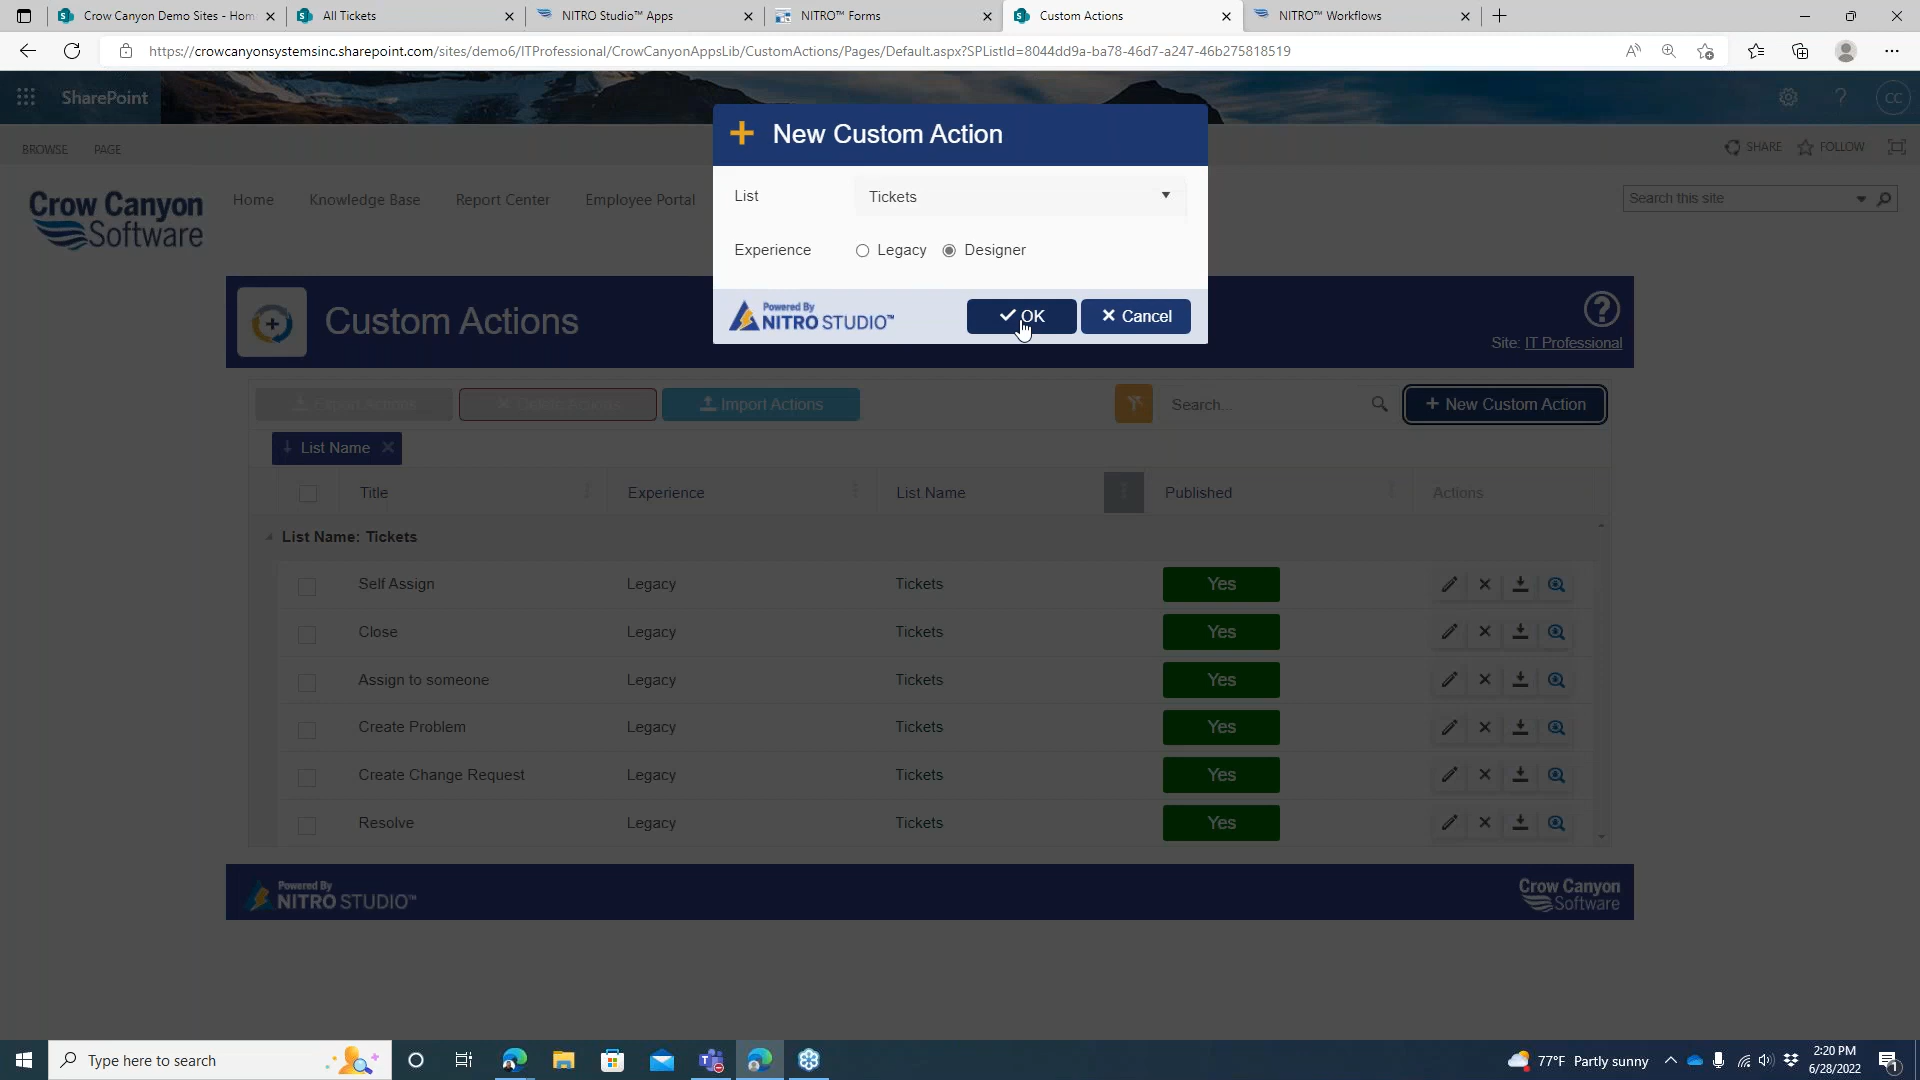 Crow Canyon Demo Sites - Hom
All Tickets
NITRO Studio™ Apps
NITRO™ Forms
Custom Actions
NITRO™ Workflows
https://crowcanyonsystemsinc.sharepoint.com/sites/demo6/ITProfessional/CrowCanyonAppsLib/CustomActions/Pages/Default.aspx?SPListId=8044dd9a-ba78-46d7-a247-46b275818519
SharePoint
CC
BROWSE PAGE
SHARE FOLLOW
Crow Canyon
Software
Home Knowledge Base Report Center Employee Portal
Search this site
New Custom Action
List Tickets
Experience Legacy Designer
Powered By
NITRO STUDIO™
OK Cancel
Custom Actions
Site: IT Professional
Export Actions Delete Actions Import Actions Search... + New Custom Action
List Name
Title Experience List Name Published Actions
List Name: Tickets
Self Assign Legacy Tickets Yes
Close Legacy Tickets Yes
Assign to someone Legacy Tickets Yes
Create Problem Legacy Tickets Yes
Create Change Request Legacy Tickets Yes
Resolve Legacy Tickets Yes
Powered By
NITRO STUDIO™
Crow Canyon
Software
Type here to search
77°F Partly sunny
2:20 PM
6/28/2022
1